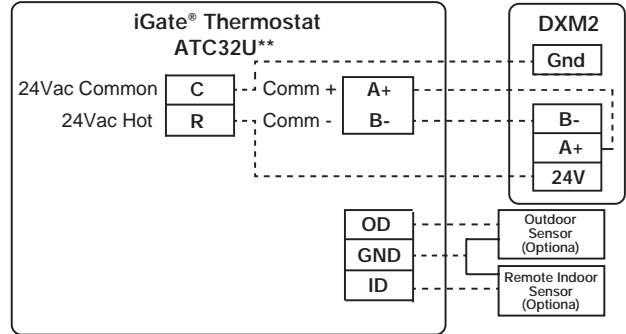 iGate® Thermostat
ATC32U**
DXM2
Gnd
24Vac Common C Comm + A+
24Vac Hot R Comm - B-
B-
A+
24V
OD
GND
ID
Outdoor
Sensor
(Optiona)
Remote Indoor
Sensor
(Optiona)